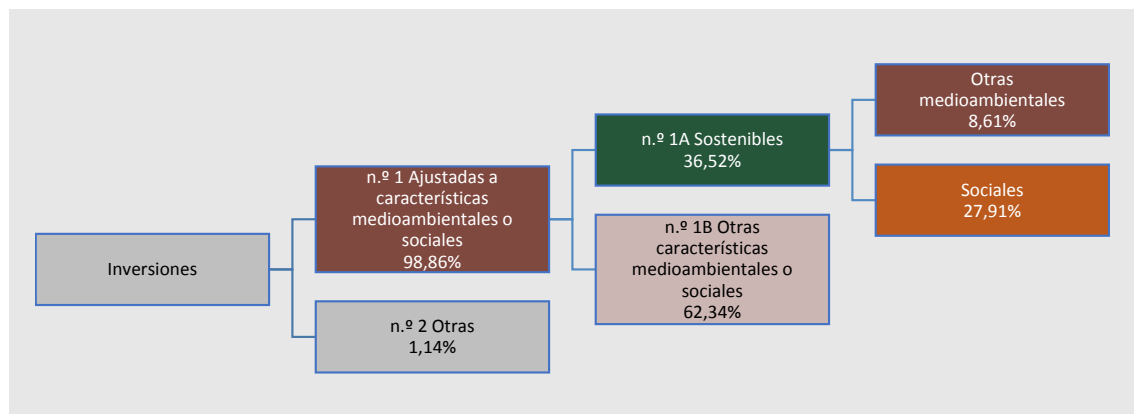 Inversiones
n.º 1 Ajustadas a
características
medioambientales o
sociales
98,86%
n.º 2 Otras
1,14%
n.º 1A Sostenibles
36,52%
n.º 1B Otras
características
medioambientales o
sociales
62,34%
Otras
medioambientales
8,61%
Sociales
27,91%